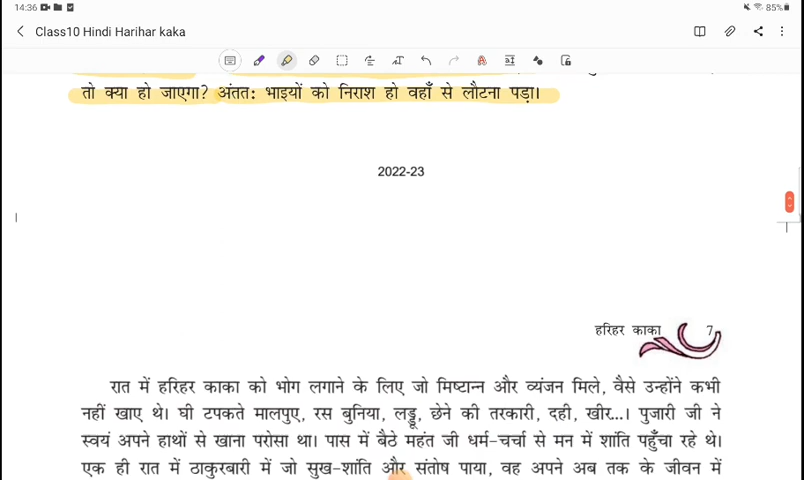 14:36
85%
Class10 Hindi Harihar kaka
तो क्या हो जाएगा? अंततः भाइयों को निराश हो वहाँ से लौटना पड़ा।
2022-23
हरिहर काका 7
रात में हरिहर काका को भोग लगाने के लिए जो मिष्टान्न और व्यंजन मिले, वैसे उन्होंने कभी
नहीं खाए थे। घी टपकते मालपुए, रस बुनिया, लड्डू, छेने की तरकारी, दही, खीर...। पुजारी जी ने
स्वयं अपने हाथों से खाना परोसा था। पास में बैठे महंत जी धर्म-चर्चा से मन में शांति पहुँचा रहे थे।
एक ही रात में ठाकुरबारी में जो सुख-शांति और संतोष पाया, वह अपने अब तक के जीवन में